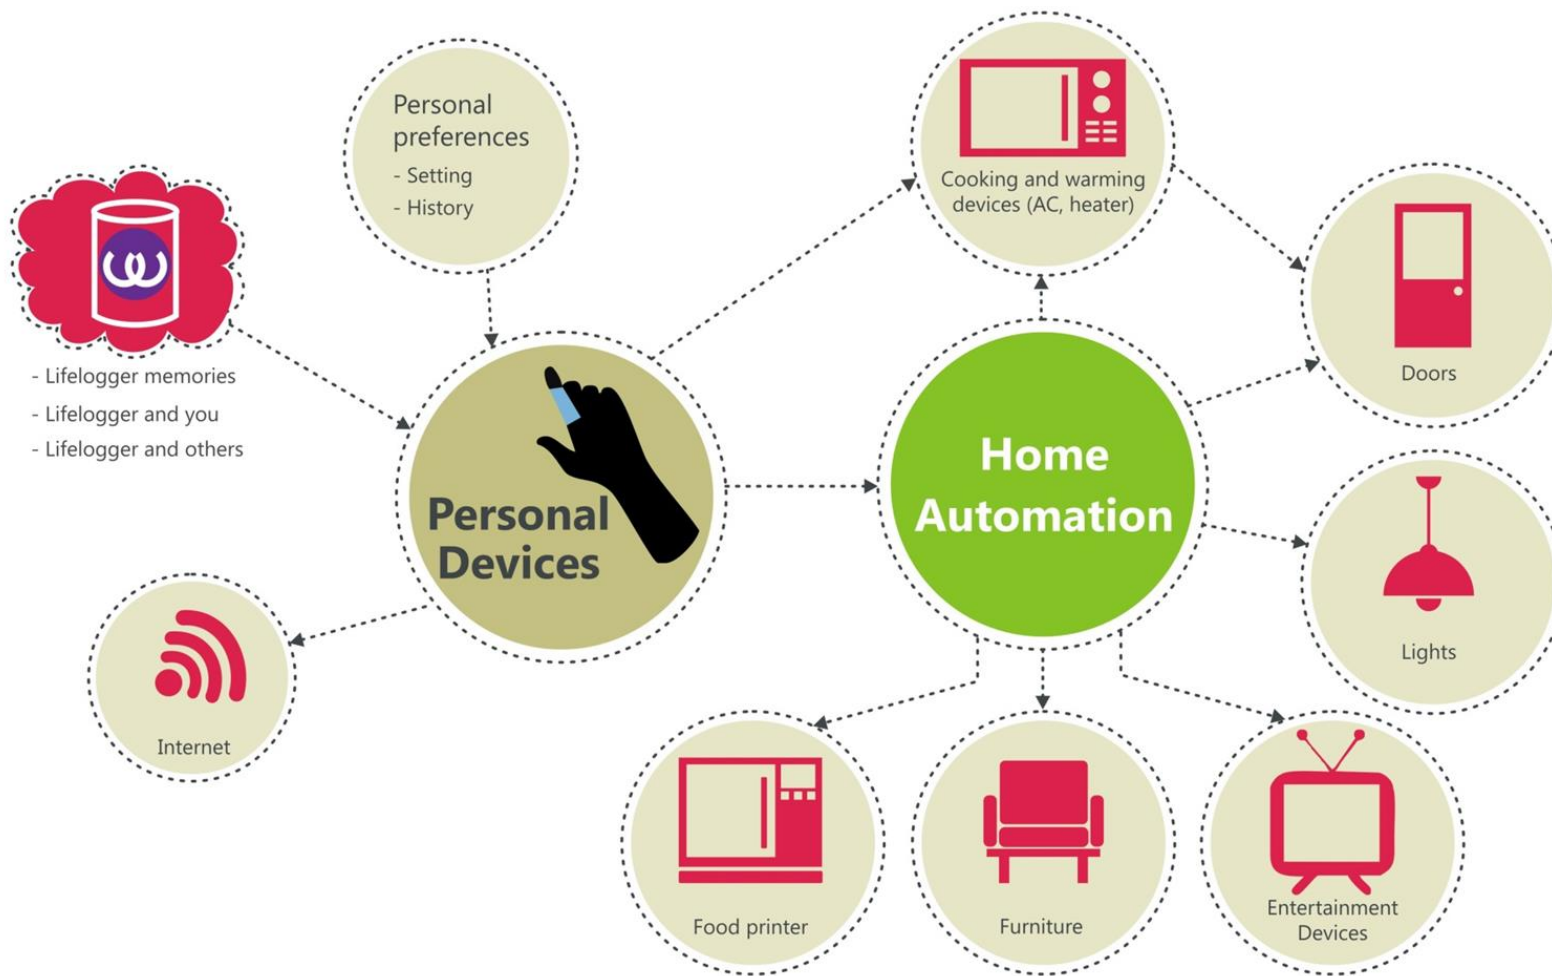 Personal
preferences
- Setting
- History
Cooking and warming
devices (AC, heater)
- Lifelogger memories
- Lifelogger and you
- Lifelogger and others
Doors
Personal
Devices
Home
Automation
Lights
Internet
Food printer
Furniture
Entertainment
Devices